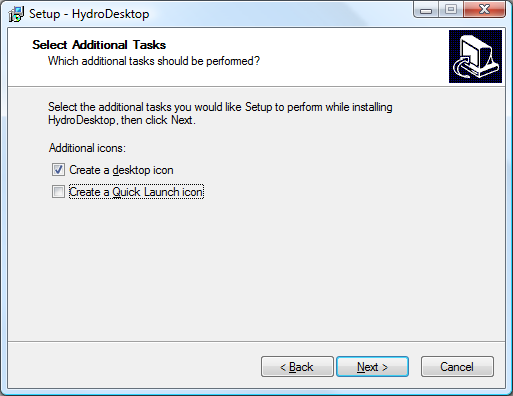 Setup - HydroDesktop
Select Additional Tasks
Which additional tasks should be performed?
Select the additional tasks you would like Setup to perform while installing
HydroDesktop, then click Next.
Additional icons:
Create a desktop icon
Create a Quick Launch icon
< Back
Next >
Cancel